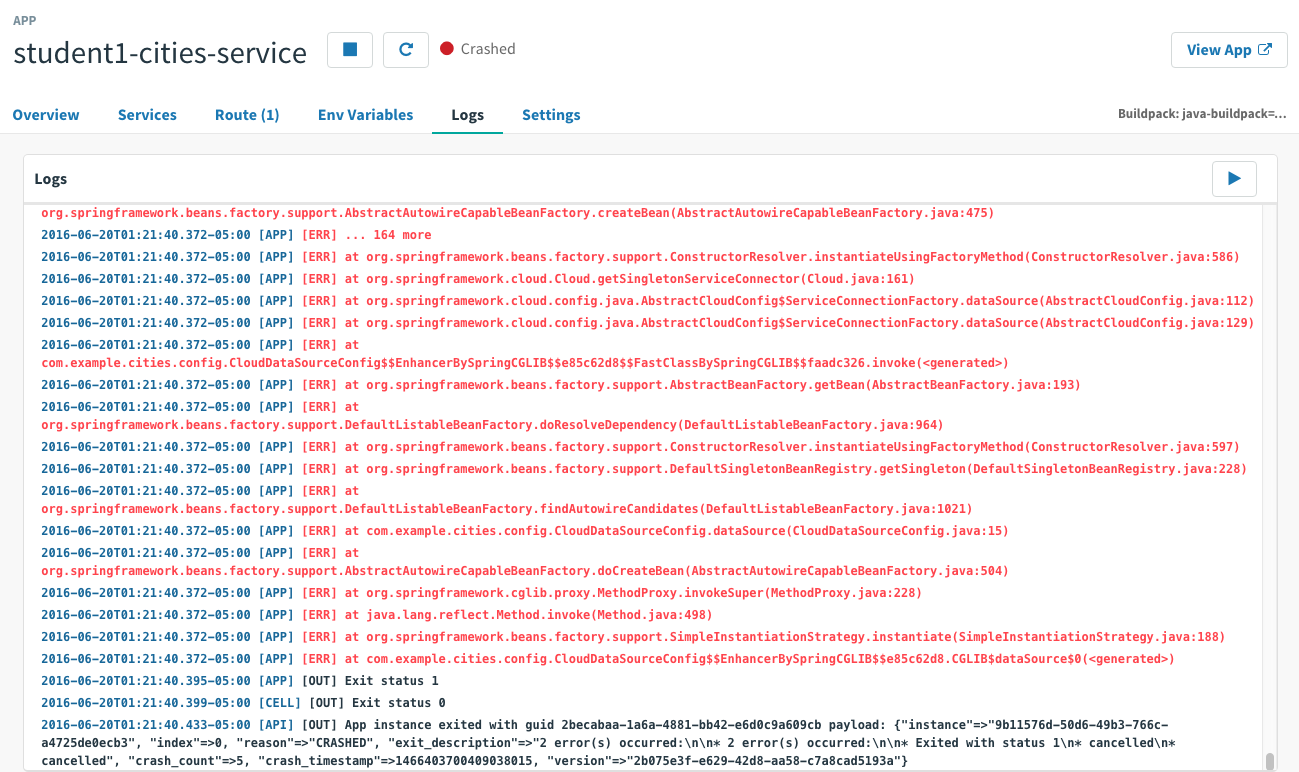 APP
student1-cities-service
Crashed
View App
Overview
Services
Route (1)
Env Variables
Logs
Settings
Buildpack: java-buildpack=...
Logs
org.springframework.beans.factory.support.AbstractAutowireCapableBeanFactory.createBean(AbstractAutowireCapableBeanFactory.java:475)
2016-06-20T01:21:40.372-05:00 [APP] [ERR] ... 164 more
2016-06-20T01:21:40.372-05:00 [APP] [ERR] at org.springframework.beans.factory.support.ConstructorResolver.instantiateUsingFactoryMethod(ConstructorResolver.java:586)
2016-06-20T01:21:40.372-05:00 [APP] [ERR] at org.springframework.cloud.Cloud.getSingletonServiceConnector(Cloud.java:161)
2016-06-20T01:21:40.372-05:00 [APP] [ERR] at org.springframework.cloud.config.java.AbstractCloudConfig$ServiceConnectionFactory.dataSource(AbstractCloudConfig.java:112)
2016-06-20T01:21:40.372-05:00 [APP] [ERR] at org.springframework.cloud.config.java.AbstractCloudConfig$ServiceConnectionFactory.dataSource(AbstractCloudConfig.java:129)
2016-06-20T01:21:40.372-05:00 [APP] [ERR] at
com.example.cities.config.CloudDataSourceConfig$$EnhancerBySpringCGLIB$$e85c62d8$$FastClassBySpringCGLIB$$faadc326.invoke(<generated>)
2016-06-20T01:21:40.372-05:00 [APP] [ERR] at org.springframework.beans.factory.support.AbstractBeanFactory.getBean(AbstractBeanFactory.java:193)
2016-06-20T01:21:40.372-05:00 [APP] [ERR] at
org.springframework.beans.factory.support.DefaultListableBeanFactory.doResolveDependency(DefaultListableBeanFactory.java:964)
2016-06-20T01:21:40.372-05:00 [APP] [ERR] at org.springframework.beans.factory.support.ConstructorResolver.instantiateUsingFactoryMethod(ConstructorResolver.java:597)
2016-06-20T01:21:40.372-05:00 [APP] [ERR] at org.springframework.beans.factory.support.DefaultSingletonBeanRegistry.getSingleton(DefaultSingletonBeanRegistry.java:228)
2016-06-20T01:21:40.372-05:00 [APP] [ERR] at
org.springframework.beans.factory.support.DefaultListableBeanFactory.findAutowireCandidates(DefaultListableBeanFactory.java:1021)
2016-06-20T01:21:40.372-05:00 [APP] [ERR] at com.example.cities.config.CloudDataSourceConfig.dataSource(CloudDataSourceConfig.java:15)
2016-06-20T01:21:40.372-05:00 [APP] [ERR] at
org.springframework.beans.factory.support.AbstractAutowireCapableBeanFactory.doCreateBean(AbstractAutowireCapableBeanFactory.java:504)
2016-06-20T01:21:40.372-05:00 [APP] [ERR] at org.springframework.cglib.proxy.MethodProxy.invokeSuper(MethodProxy.java:228)
2016-06-20T01:21:40.372-05:00 [APP] [ERR] at java.lang.reflect.Method.invoke(Method.java:498)
2016-06-20T01:21:40.372-05:00 [APP] [ERR] at org.springframework.beans.factory.support.SimpleInstantiationStrategy.instantiate(SimpleInstantiationStrategy.java:188)
2016-06-20T01:21:40.372-05:00 [APP] [ERR] at com.example.cities.config.CloudDataSourceConfig$$EnhancerBySpringCGLIB$$e85c62d8.CGLIB$dataSource$0(<generated>)
2016-06-20T01:21:40.395-05:00 [APP] [OUT] Exit status 1
2016-06-20T01:21:40.399-05:00 [CELL] [OUT] Exit status 0
2016-06-20T01:21:40.433-05:00 [API] [OUT] App instance exited with guid 2becabaa-1a6a-4881-bb42-e6d0c9a609cb payload: {"instance"=>"9b11576d-50d6-49b3-766c-
a4725de0ecb3", "index"=>0, "reason"=>"CRASHED", "exit_description"=>"2 error(s) occurred:\n\n* 2 error(s) occurred:\n\n* Exited with status 1\n* cancelled\n*
cancelled", "crash_count"=>5, "crash_timestamp"=>1466403700409038015, "version"=>"2b075e3f-e629-42d8-aa58-c7a8cad5193a"}